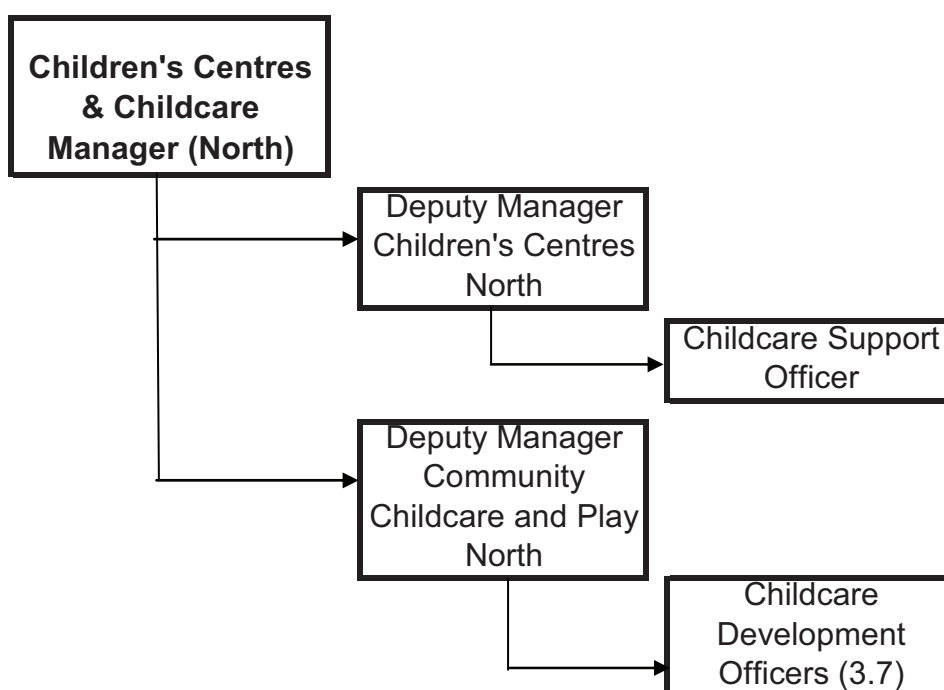 Children's Centres
& Childcare
Manager (North)
Deputy Manager
Children's Centres
North
Childcare Support
Officer
Deputy Manager
Community
Childcare and Play
North
Childcare
Development
Officers (3.7)